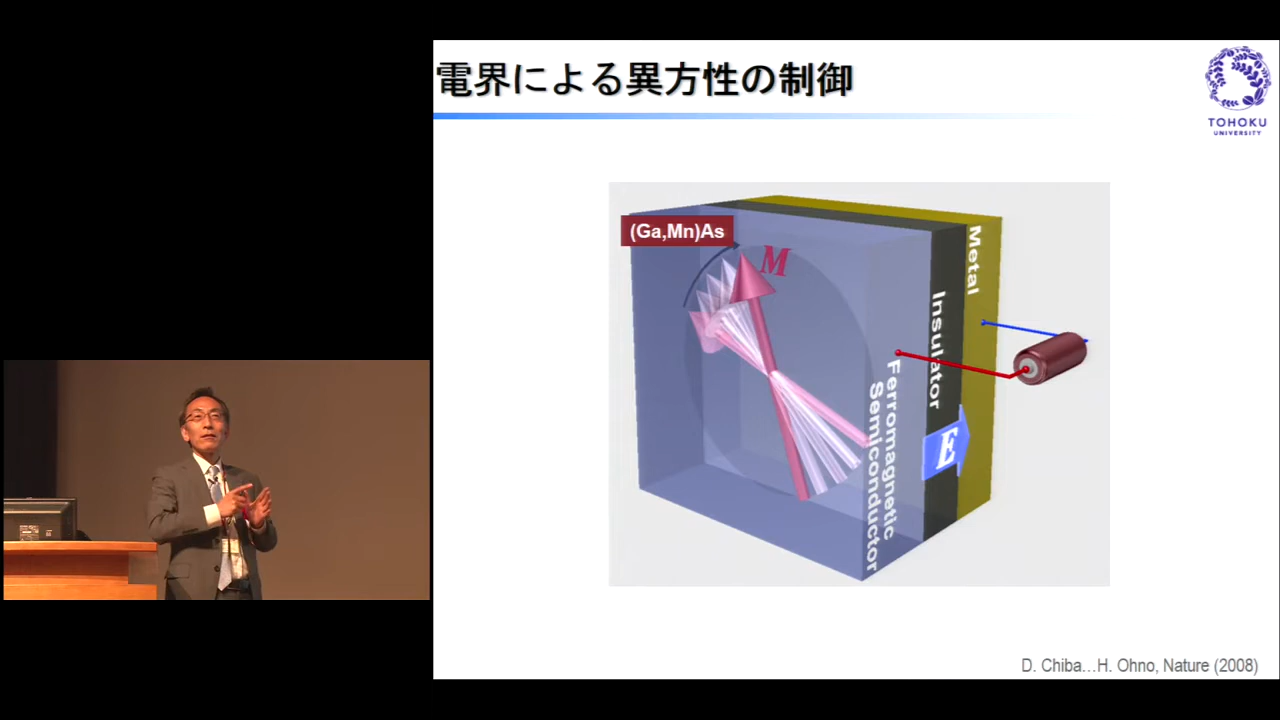 電界による異方性の制御
TOHOKU
UNIVERSITY
(Ga,Mn)As
M
Metal
Insulator
Ferromagnetic
Semiconductor
E
D. Chiba…H. Ohno, Nature (2008)